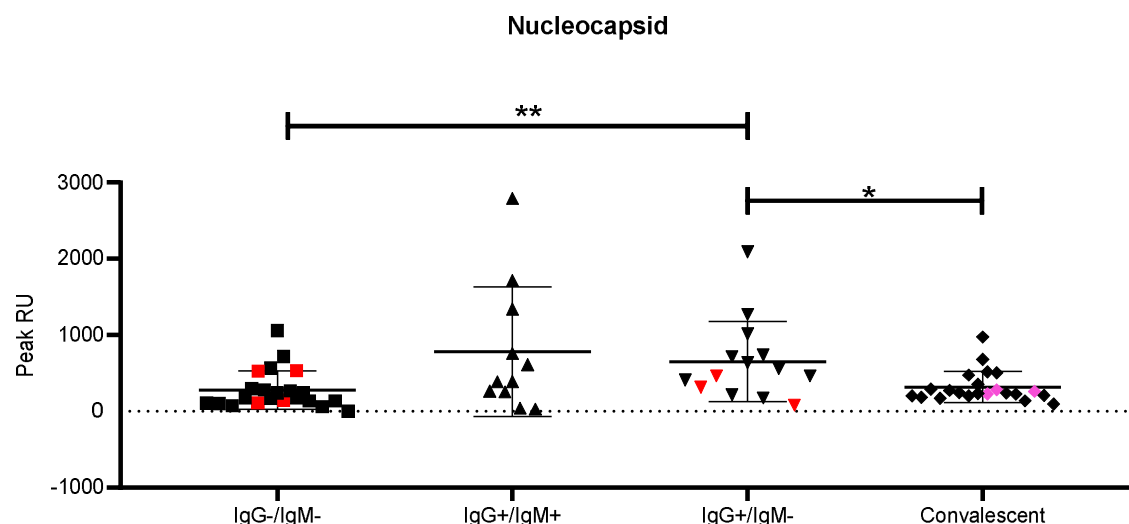 Nucleocapsid
**
*
3000
2000
1000
0
-1000
Peak RU
IgG-/IgM-
IgG+/IgM+
IgG+/IgM-
Convalescent